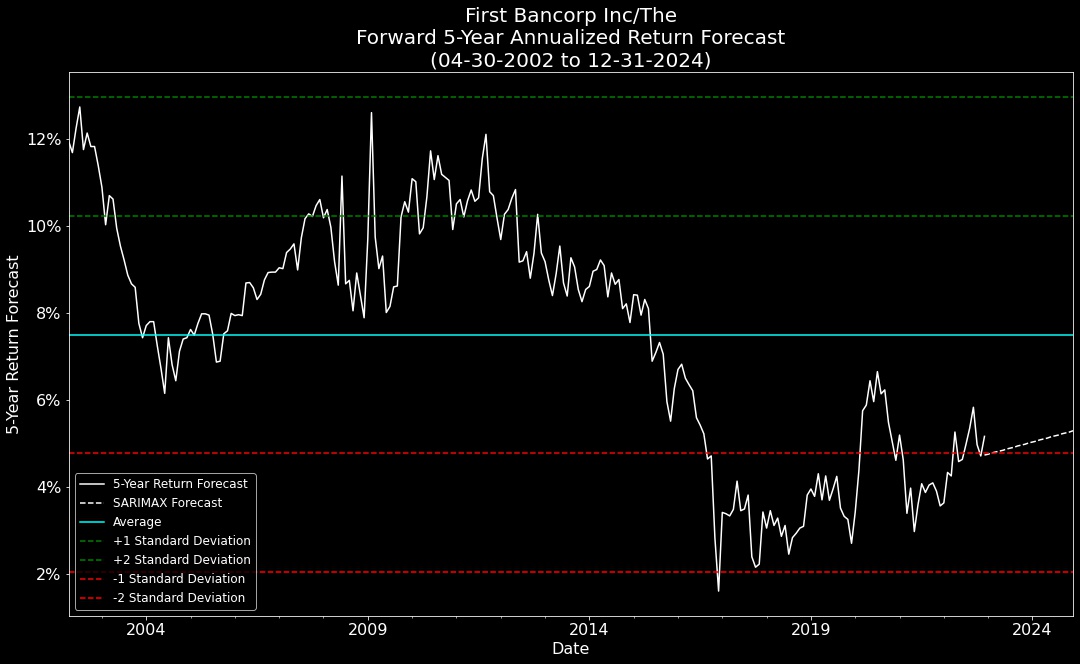 First Bancorp Inc/The
Forward 5-Year Annualized Return Forecast
(04-30-2002 to 12-31-2024)
5-Year Return Forecast
12%
10%
8%
6%
4%
2%
5-Year Return Forecast
SARIMAX Forecast
Average
+1 Standard Deviation
+2 Standard Deviation
-1 Standard Deviation
-2 Standard Deviation
2004
2009
2014
2019
2024
Date